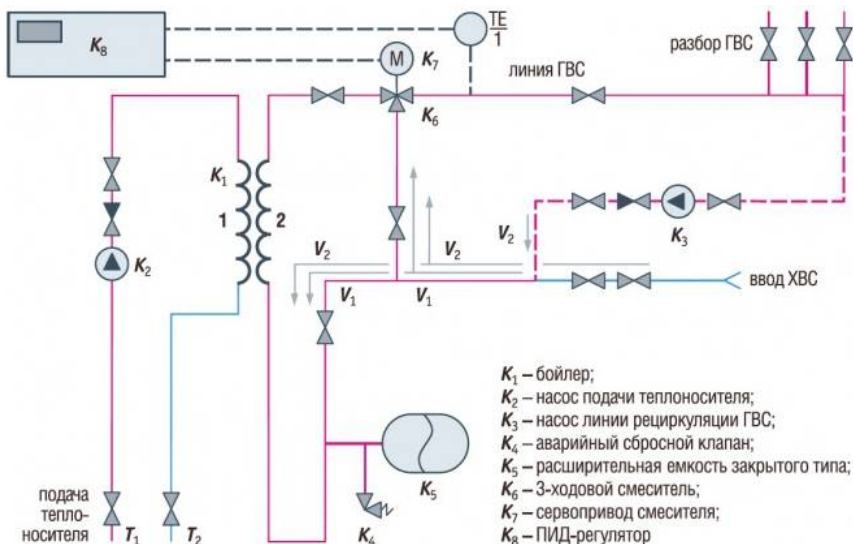 K₈
TE
1
M
K₇
K₆
линия ГВС
разбор ГВС
K₁
1
2
K₂
K₃
V₂
V₂
V₂
V₁
V₁
ввод ХВС
K₅
K₄
подача
тепло-
носителя
T₁
T₂
K₁ – бойлер;
K₂ – насос подачи теплоносителя;
K₃ – насос линии рециркуляции ГВС;
K₄ – аварийный сбросной клапан;
K₅ – расширительная емкость закрытого типа;
K₆ – 3-ходовой смеситель;
K₇ – сервопривод смесителя;
K₈ – ПИД-регулятор